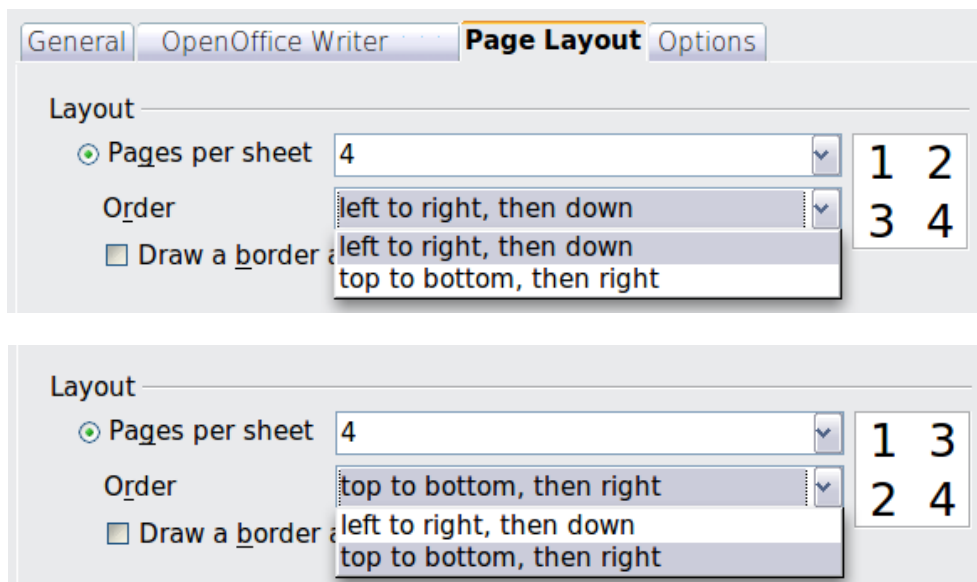 General OpenOffice Writer Page Layout Options
Layout
Pages per sheet 4
1 2
Order left to right, then down
3 4
Draw a border
left to right, then down
top to bottom, then right
Layout
Pages per sheet 4
1 3
Order top to bottom, then right
2 4
Draw a border
left to right, then down
top to bottom, then right